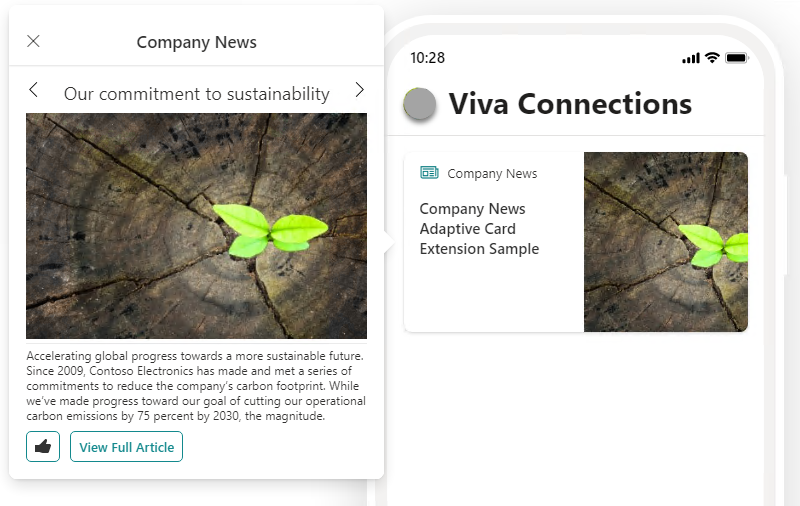 Company News
Our commitment to sustainability
Accelerating global progress towards a more sustainable future.
Since 2009, Contoso Electronics has made and met a series of
commitments to reduce the company's carbon footprint. While
we've made progress toward our goal of cutting our operational
carbon emissions by 75 percent by 2030, the magnitude.
View Full Article
10:28
Viva Connections
Company News
Company News
Adaptive Card
Extension Sample